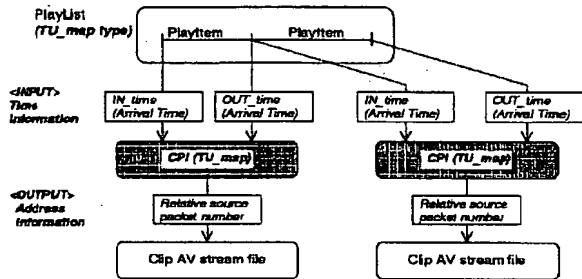 PlayList
(TU_map type)
PlayItem PlayItem
<INPUT>
Time
Information
IN_time
(Arrival Time)
OUT_time
(Arrival Time)
IN_time
(Arrival Time)
OUT_time
(Arrival Time)
CPI (TU_map)
CPI (TU_map)
<OUTPUT>
Address
Information
Relative source
packet number
Relative source
packet number
Clip AV stream file
Clip AV stream file